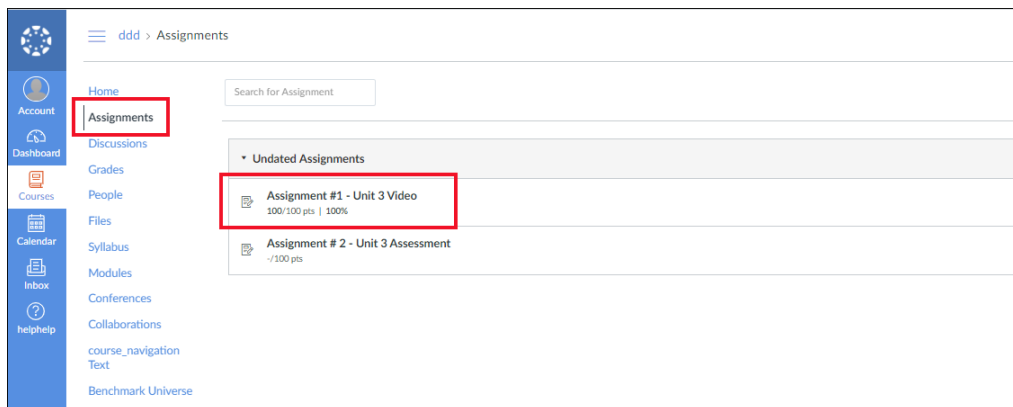 ddd > Assignments
Account
Dashboard
Courses
Calendar
Inbox
helphelp
Home
Assignments
Discussions
Grades
People
Files
Syllabus
Modules
Conferences
Collaborations
course_navigation
Text
Benchmark Universe
Search for Assignment
Undated Assignments
Assignment #1 - Unit 3 Video
100/100 pts | 100%
Assignment # 2 - Unit 3 Assessment
-/100 pts